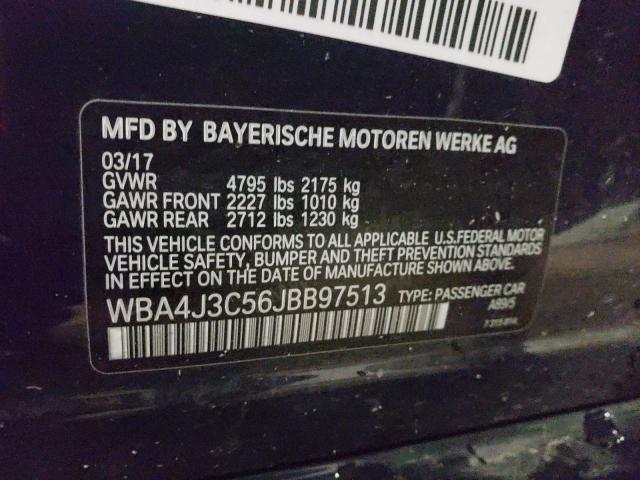 MFD BY BAYERISCHE MOTOREN WERKE AG
03/17
GVWR 4795 lbs 2175 kg
GAWR FRONT 2227 lbs 1010 kg
GAWR REAR 2712 lbs 1230 kg
THIS VEHICLE CONFORMS TO ALL APPLICABLE U.S.FEDERAL MOTOR
VEHICLE SAFETY, BUMPER AND THEFT PREVENTION STANDARDS
IN EFFECT ON THE DATE OF MANUFACTURE SHOWN ABOVE.
WBA4J3C56JBB97513 TYPE: PASSENGER CAR
A89/5